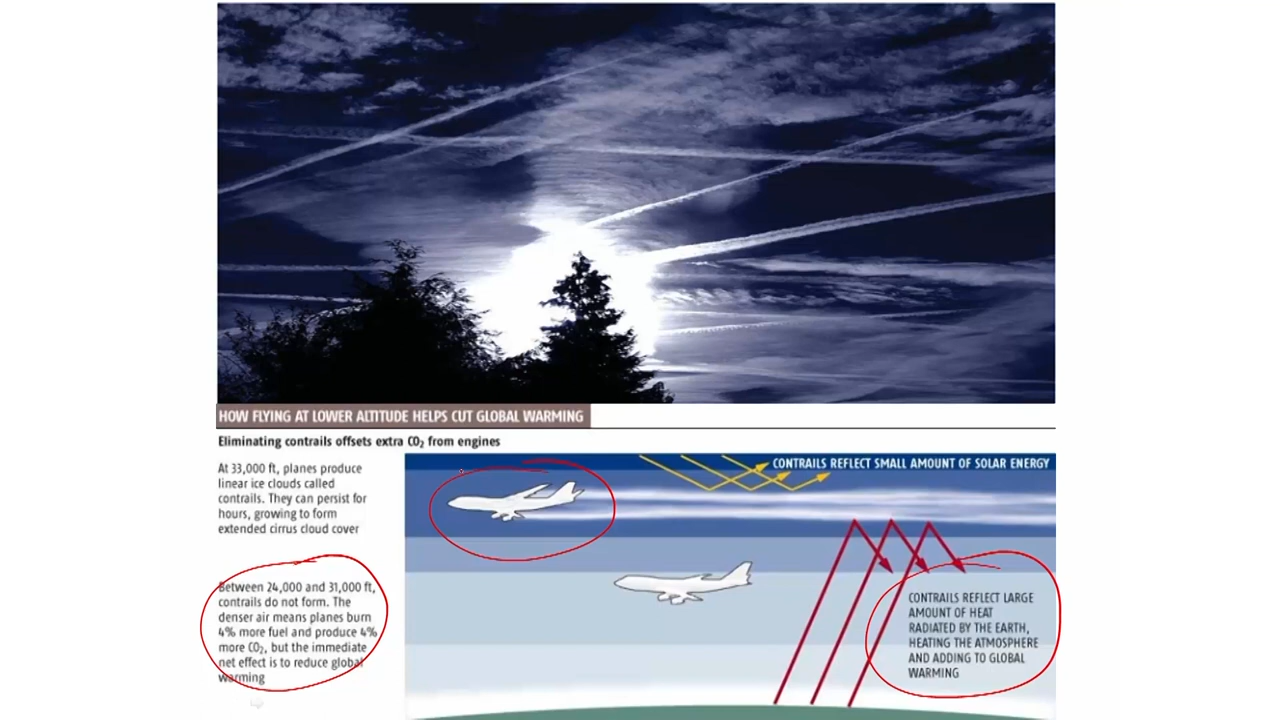 HOW FLYING AT LOWER ALTITUDE HELPS CUT GLOBAL WARMING
Eliminating contrails offsets extra CO₂ from engines
At 33,000 ft, planes produce
linear ice clouds called
contrails. They can persist for
hours, growing to form
extended cirrus cloud cover
Between 24,000 and 31,000 ft,
contrails do not form. The
denser air means planes burn
4% more fuel and produce 4%
more CO₂, but the immediate
net effect is to reduce global
warming
CONTRAILS REFLECT SMALL AMOUNT OF SOLAR ENERGY
CONTRAILS REFLECT LARGE
AMOUNT OF HEAT
RADIATED BY THE EARTH,
HEATING THE ATMOSPHERE
AND ADDING TO GLOBAL
WARMING